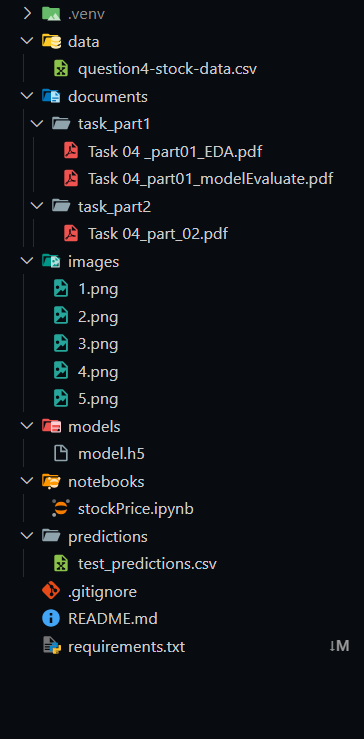 .venv
data
question4-stock-data.csv
documents
task_part1
Task 04 _part01_EDA.pdf
Task 04_part01_modelEvaluate.pdf
task_part2
Task 04_part_02.pdf
images
1.png
2.png
3.png
4.png
5.png
models
model.h5
notebooks
stockPrice.ipynb
predictions
test_predictions.csv
.gitignore
README.md
requirements.txt ↓M